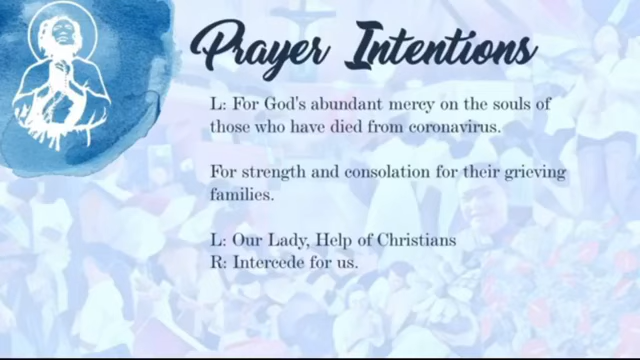 Prayer Intentions
L: For God's abundant mercy on the souls of
those who have died from coronavirus.
For strength and consolation for their grieving
families.
L: Our Lady, Help of Christians
R: Intercede for us.